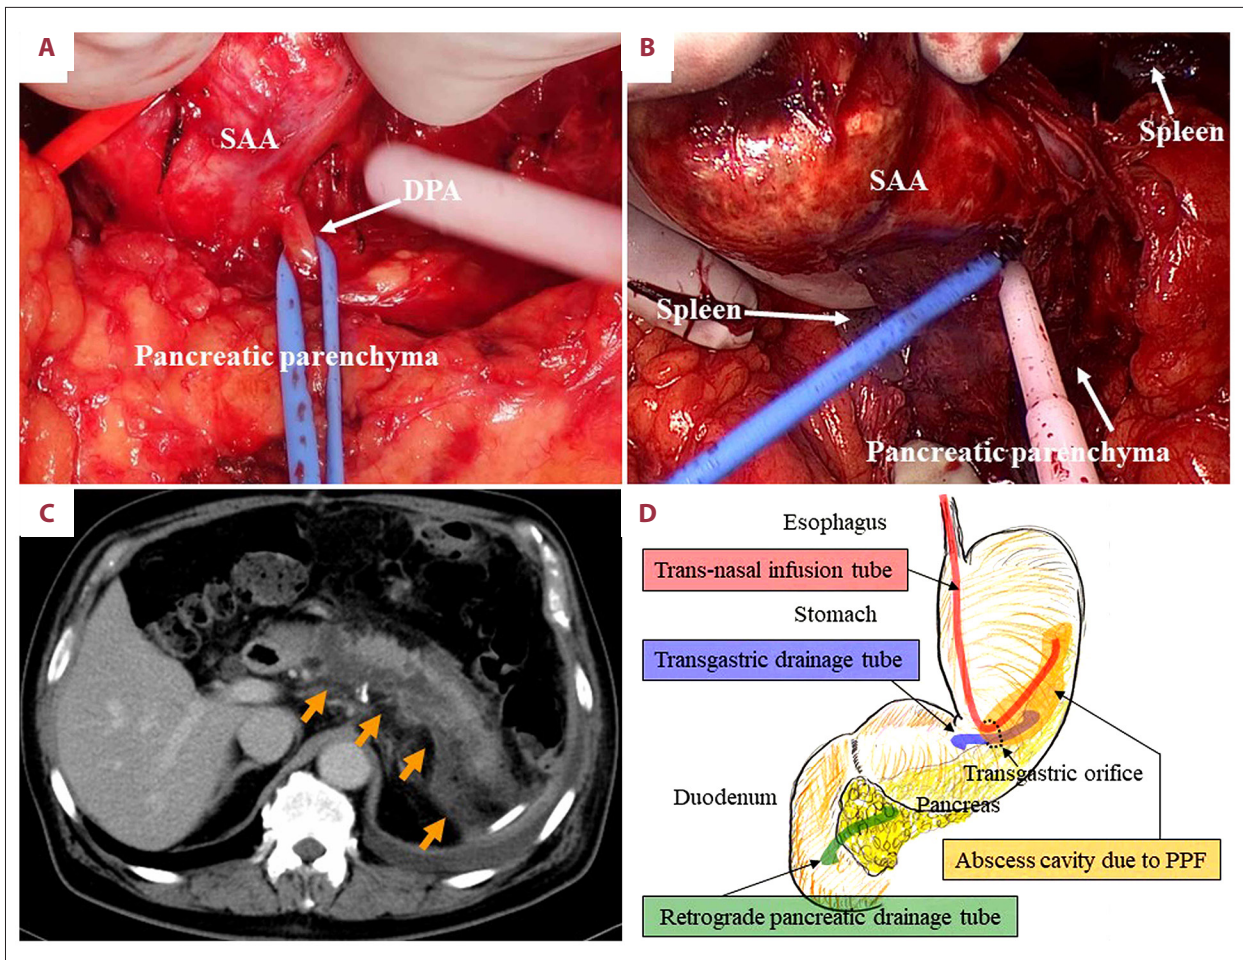 A
SAA
DPA
Pancreatic parenchyma
B
Spleen
SAA
Spleen
Pancreatic parenchyma
C
D
Esophagus
Trans-nasal infusion tube
Stomach
Transgastric drainage tube
Transgastric orifice
Duodenum
Pancreas
Abscess cavity due to PPF
Retrograde pancreatic drainage tube